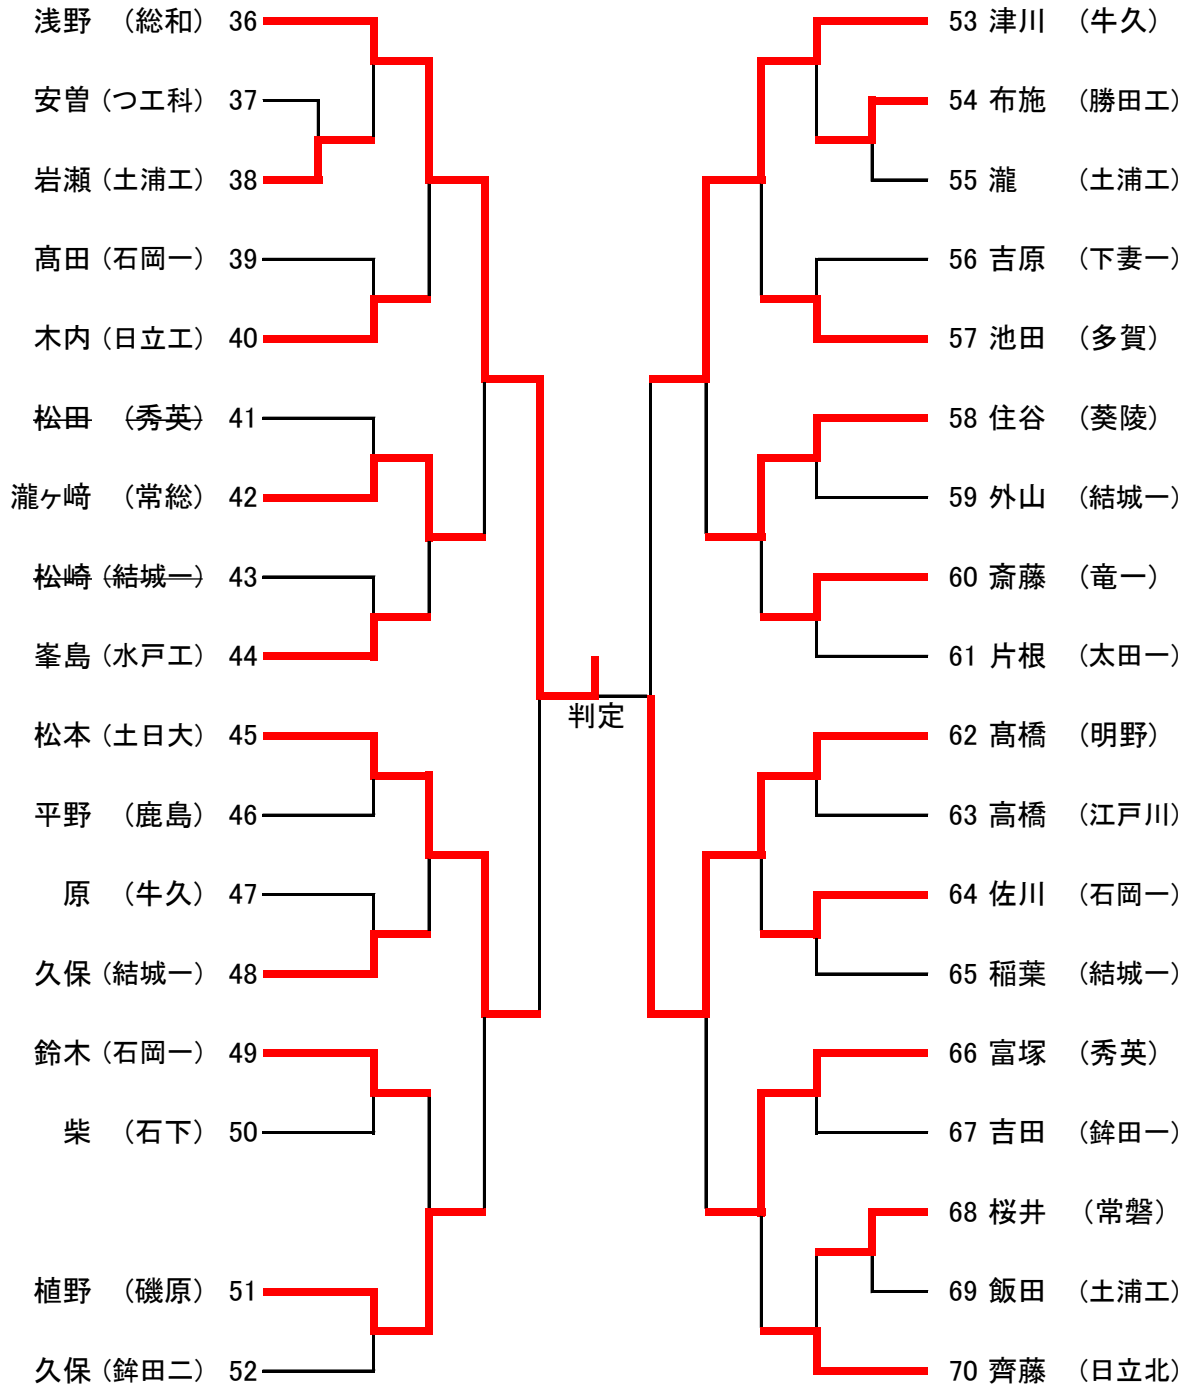 浅野 (総和) 36
安曽 (つ工科) 37
岩瀬 (土浦工) 38
髙田 (石岡一) 39
木内 (日立工) 40
松田 (秀英) 41
瀧ヶ﨑 (常総) 42
松崎 (結城一) 43
峯島 (水戸工) 44
松本 (土日大) 45
平野 (鹿島) 46
原 (牛久) 47
久保 (結城一) 48
鈴木 (石岡一) 49
柴 (石下) 50
植野 (磯原) 51
久保 (鉾田二) 52
判定
53 津川 (牛久)
54 布施 (勝田工)
55 瀧 (土浦工)
56 吉原 (下妻一)
57 池田 (多賀)
58 住谷 (葵陵)
59 外山 (結城一)
60 斎藤 (竜一)
61 片根 (太田一)
62 髙橋 (明野)
63 高橋 (江戸川)
64 佐川 (石岡一)
65 稲葉 (結城一)
66 富塚 (秀英)
67 吉田 (鉾田一)
68 桜井 (常磐)
69 飯田 (土浦工)
70 齊藤 (日立北)